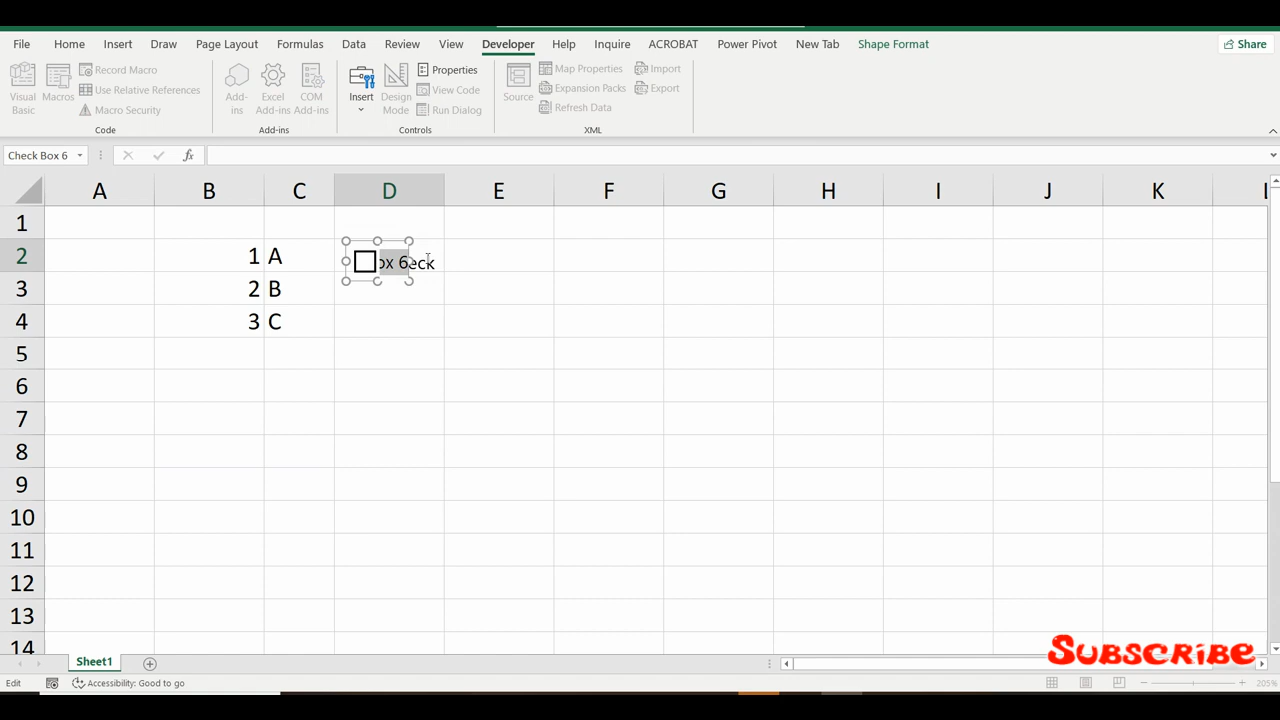 File Home Insert Draw Page Layout Formulas Data Review View Developer Help Inquire ACROBAT Power Pivot New Tab Shape Format Share
Visual Basic
Macros
Record Macro
Use Relative References
Macro Security
Code
Add-ins
Excel Add-ins
COM Add-ins
Add-ins
Insert
Design Mode
Properties
View Code
Run Dialog
Controls
Source
Map Properties
Expansion Packs
Refresh Data
Import
Export
XML
Check Box 6 fx
A B C D E F G H I J K
1
2 1 A ox 6eck
3 2 B
4 3 C
5
6
7
8
9
10
11
12
13
14
SUBSCRIBE
Sheet1
Edit Accessibility: Good to go 205%